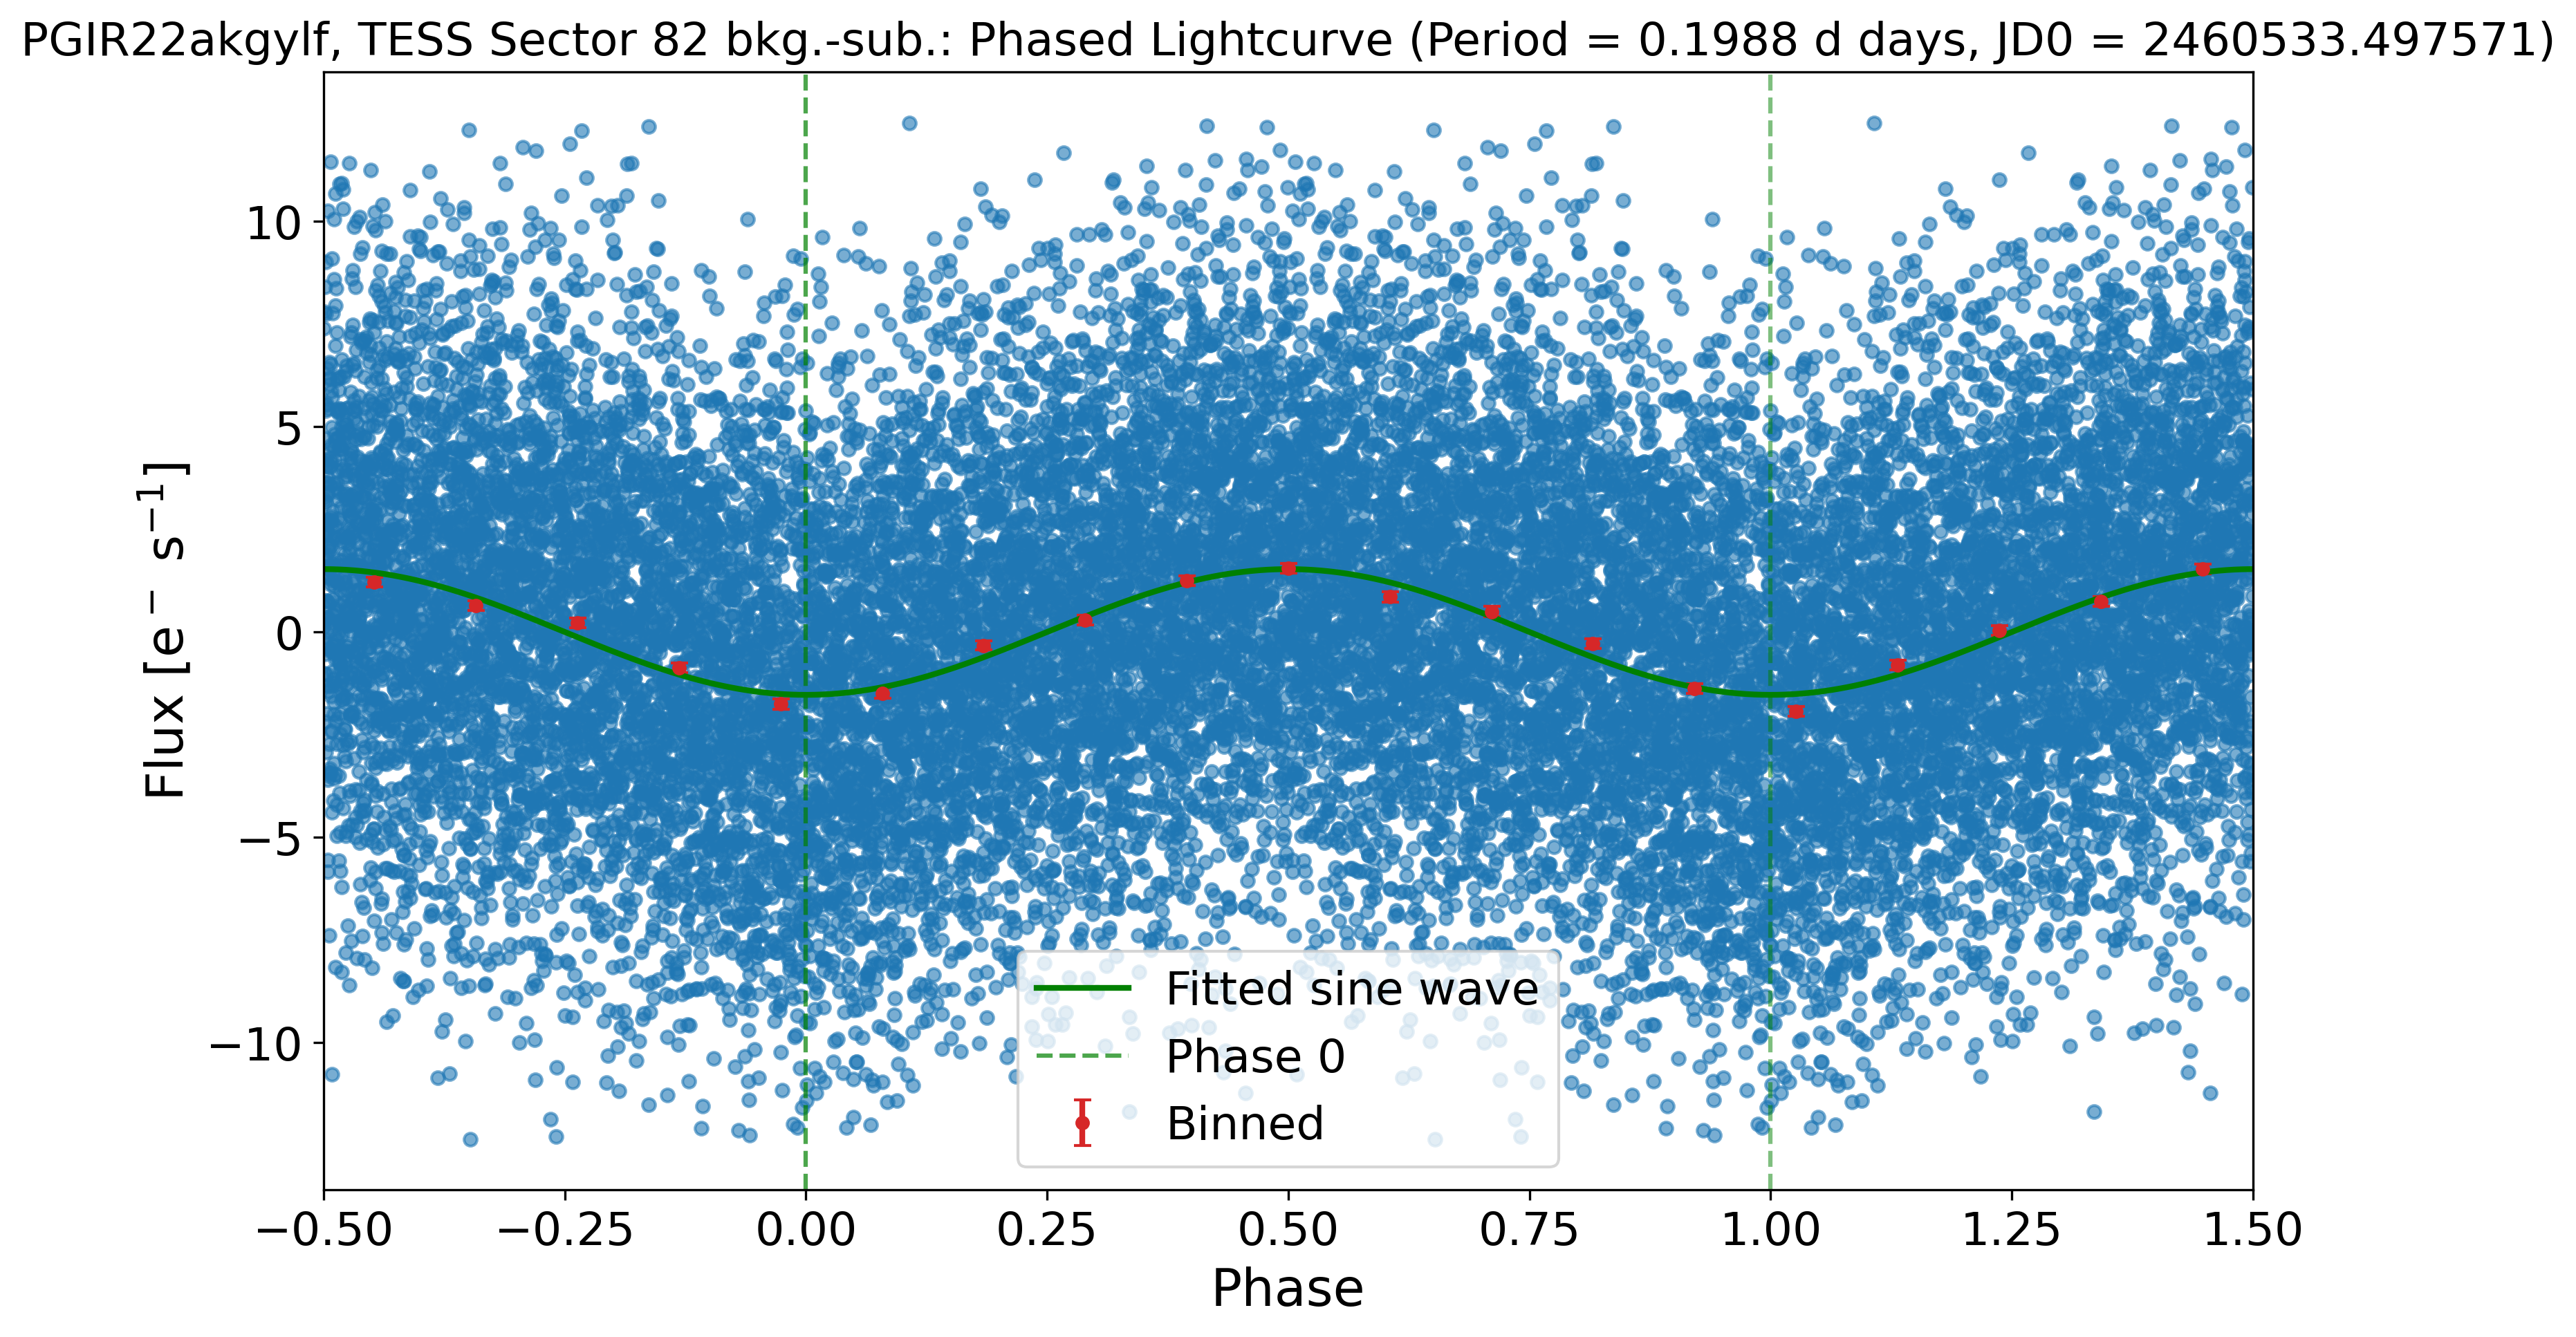 PGIR22akgylf, TESS Sector 82 bkg.-sub.: Phased Lightcurve (Period = 0.1988 d days, JD0 = 2460533.497571)
Flux [e⁻ s⁻¹]
10
5
0
−5
−10
Fitted sine wave
Phase 0
Binned
−0.50 −0.25 0.00 0.25 0.50 0.75 1.00 1.25 1.50
Phase